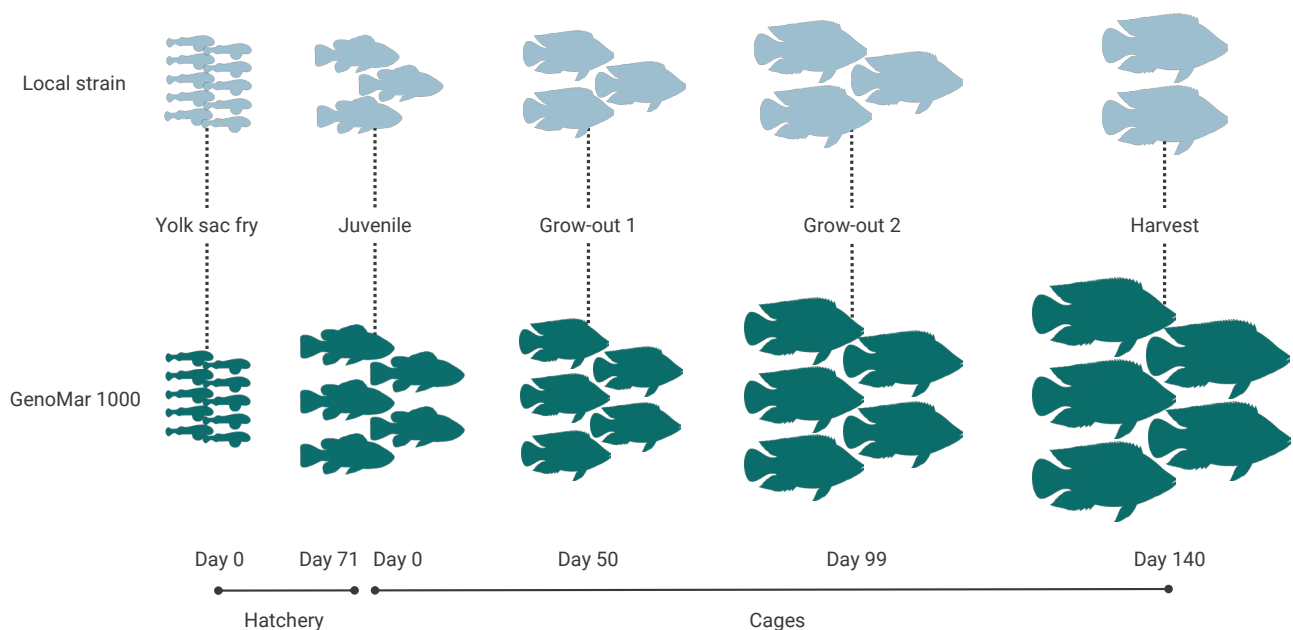 Local strain
Yolk sac fry
Juvenile
Grow-out 1
Grow-out 2
Harvest
GenoMar 1000
Day 0
Day 71
Day 0
Day 50
Day 99
Day 140
Hatchery
Cages